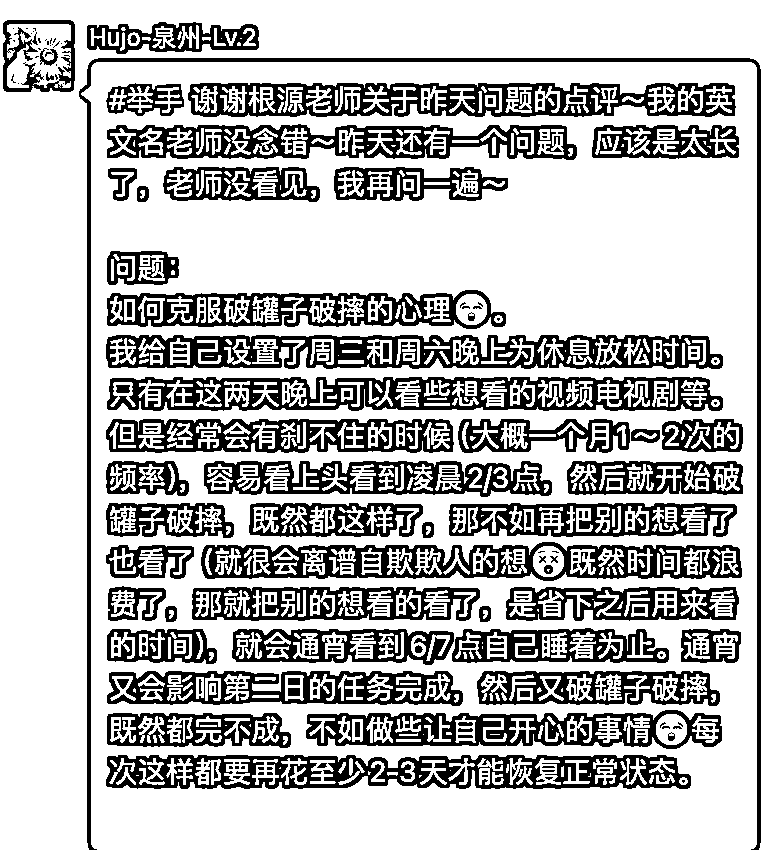 Hujo-泉州-Lv.2
#举手 谢谢根源老师关于昨天问题的点评～我的英
文名老师没念错～昨天还有一个问题，应该是太长
了，老师没看见，我再问一遍～
问题：
如何克服破罐子破摔的心理😚。
我给自己设置了周三和周六晚上为休息放松时间。
只有在这两天晚上可以看些想看的视频电视剧等。
但是经常会有刹不住的时候（大概一个月1～2次的
频率），容易看上头看到凌晨2/3点，然后就开始破
罐子破摔，既然都这样了，那不如再把别的想看了
也看了（就很会离谱自欺欺人的想😵既然时间都浪
费了，那就把别的想看的看了，是省下之后用来看
的时间），就会通宵看到6/7点自己睡着为止。通宵
又会影响第二日的任务完成，然后又破罐子破摔，
既然都完不成，不如做些让自己开心的事情😚每
次这样都要再花至少2-3天才能恢复正常状态。